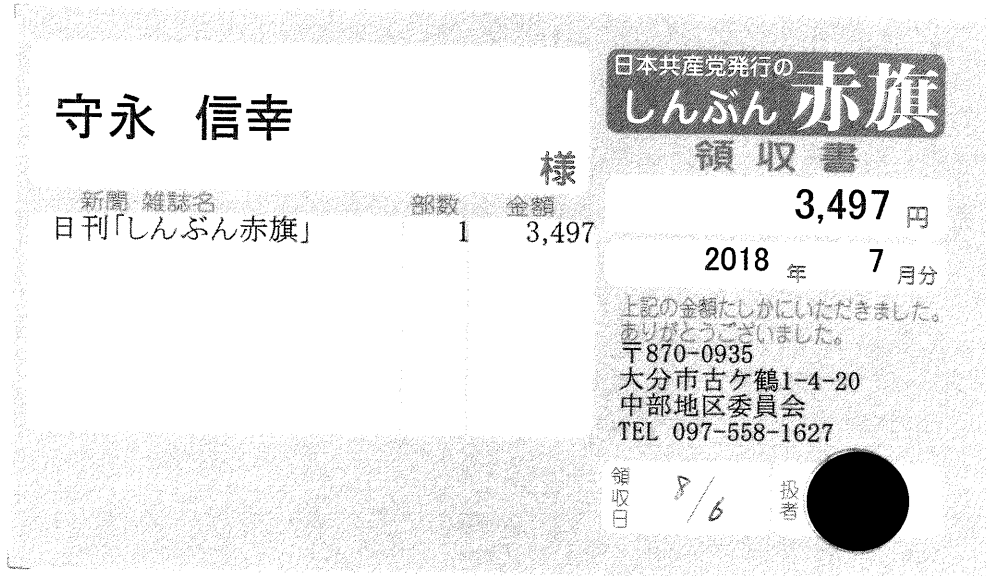 守永 信幸
様
新聞 雑誌名 部数 金額
日刊「しんぶん赤旗」 1 3,497
日本共産党発行の
しんぶん赤旗
領収書
3,497 円
2018 年 7 月分
上記の金額たしかにいただきました。
ありがとうございました。
〒870-0935
大分市古ケ鶴1-4-20
中部地区委員会
TEL 097-558-1627
領収日 8/6 扱者